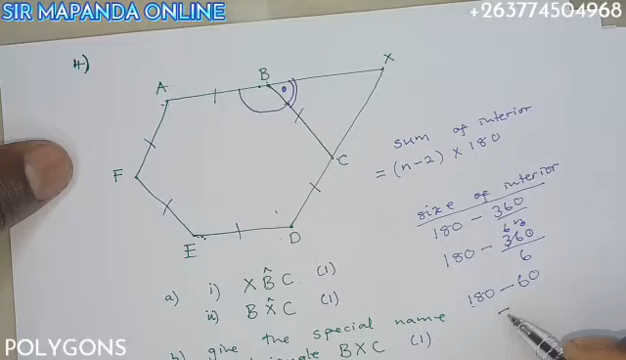 SIR MAPANDA ONLINE
+263774504968
4)
A
B
X
F
C
E
D
sum of interior
= (n-2) × 180
size of interior
180 - 360
180 - 360
6
180 - 60
a) i) XB̂C (1)
ii) BX̂C (1)
b) give the special name
triangle BXC (1)
POLYGONS